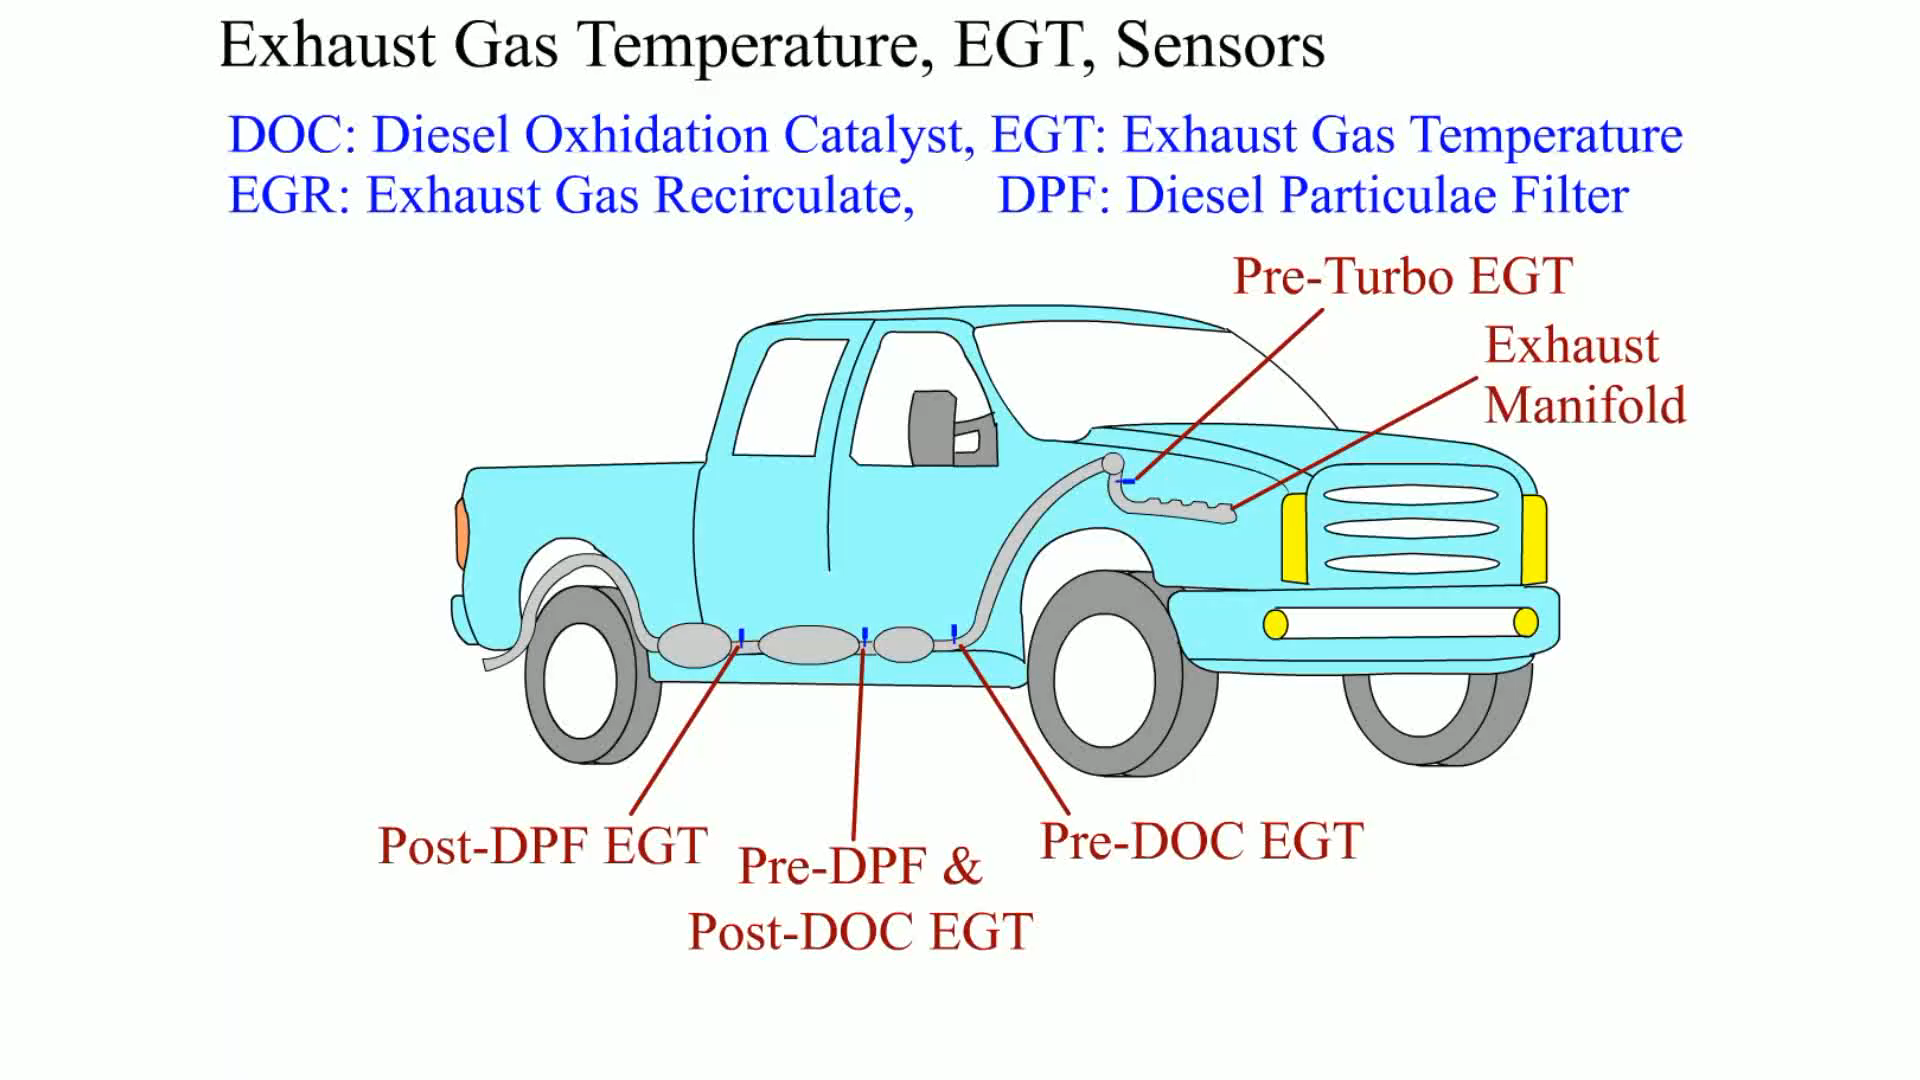 Exhaust Gas Temperature, EGT, Sensors
DOC: Diesel Oxhidation Catalyst, EGT: Exhaust Gas Temperature
EGR: Exhaust Gas Recirculate, DPF: Diesel Particulae Filter
Pre-Turbo EGT
Exhaust
Manifold
Post-DPF EGT
Pre-DPF &
Post-DOC EGT
Pre-DOC EGT